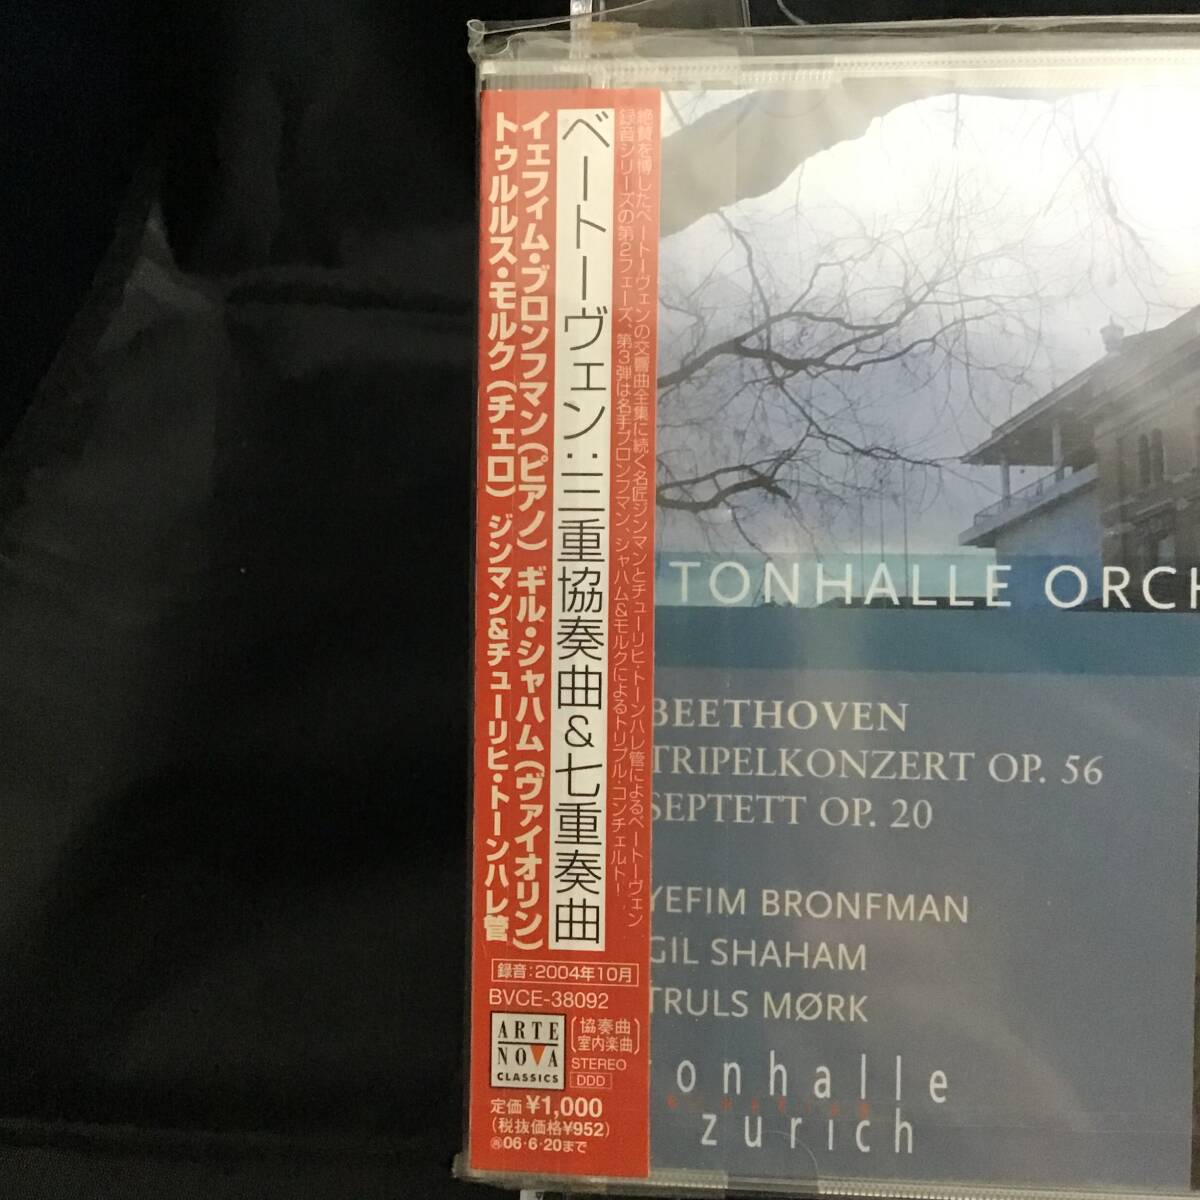 絶賛を博したベートーヴェンの交響曲全集に続く名匠ジンマンとチューリヒ・トーンハレ管によるベートーヴェン
録音シリーズの第2フェーズ、第3弾は名手ブロンフマン、シャハム&モルクによるトリプル・コンチェルト!
ベートーヴェン:三重協奏曲&七重奏曲
イエフィム・ブロンフマン(ピアノ) ギル・シャハム(ヴァイオリン)
トゥルルス・モルク(チェロ) ジンマン&チューリヒ・トーンハレ管
録音:2004年10月
BVCE-38092
ARTE
NOVA
CLASSICS
協奏曲
室内楽曲
STEREO
DDD
定価¥1,000
(税抜価格¥952)
㋘06・6・20まで
TONHALLE ORCH
BEETHOVEN
TRIPELKONZERT OP. 56
SEPTETT OP. 20
YEFIM BRONFMAN
GIL SHAHAM
TRULS MØRK
tonhalle
zürich